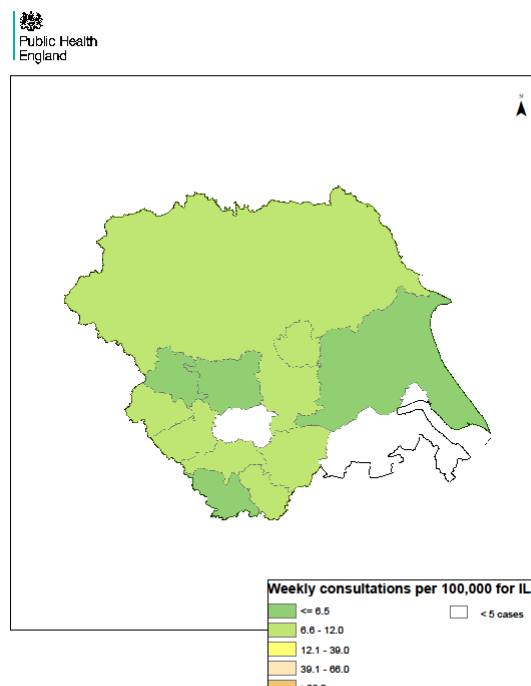 Public Health
England
N
Weekly consultations per 100,000 for IL
<= 6.5
< 5 cases
6.6 - 12.0
12.1 - 39.0
39.1 - 66.0